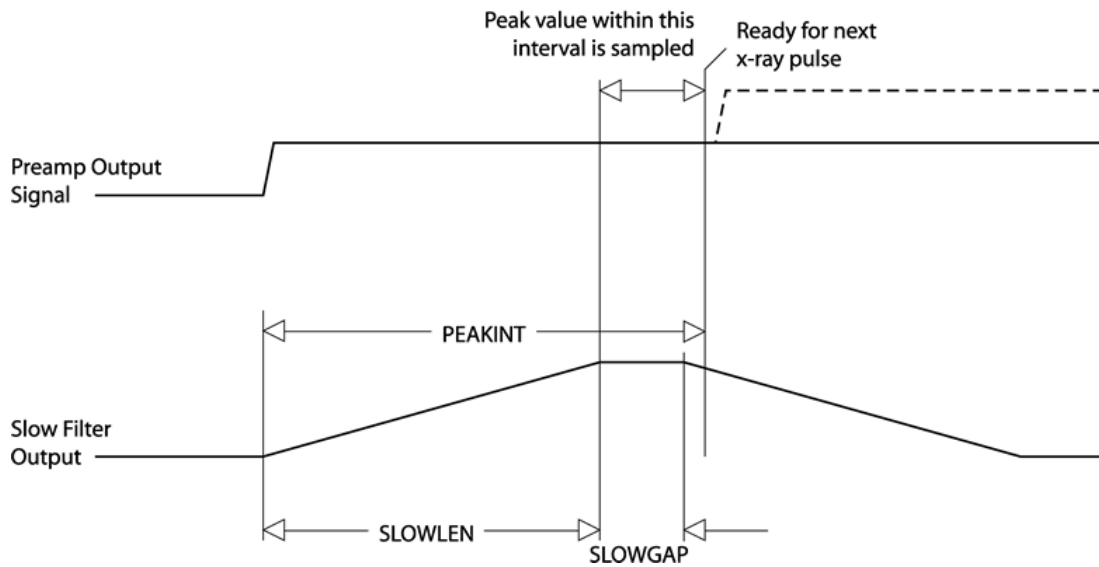 Peak value within this
interval is sampled
Ready for next
x-ray pulse
Preamp Output
Signal
PEAKINT
Slow Filter
Output
SLOWLEN
SLOWGAP